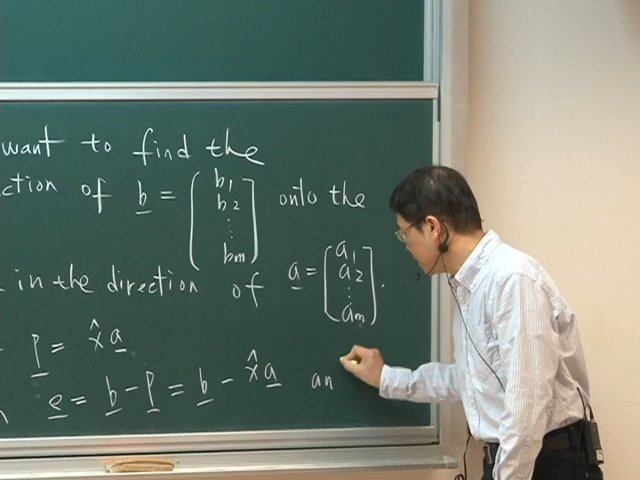 want to find the
ction of b = [b1 b2 ⋮ bm] onto the
in the direction of a = [a1 a2 ⋮ am].
p = x̂a
e = b - p = b - x̂a an